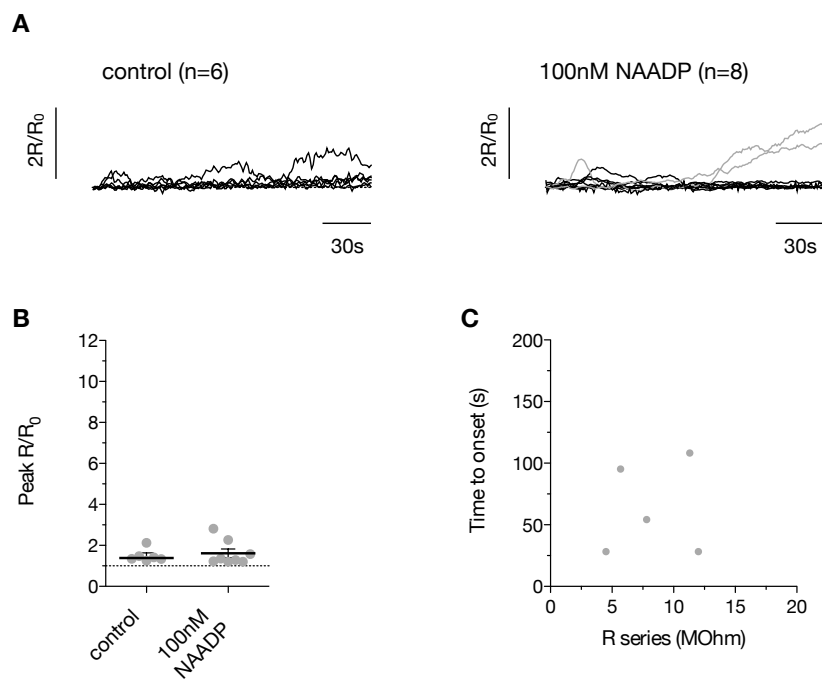 A
control (n=6)
100nM NAADP (n=8)
2R/R0
2R/R0
30s
30s
B
C
12
10
8
6
4
2
0
Peak R/R0
control
100nM
NAADP
200
150
100
50
0
Time to onset (s)
0
5
10
15
20
R series (MOhm)